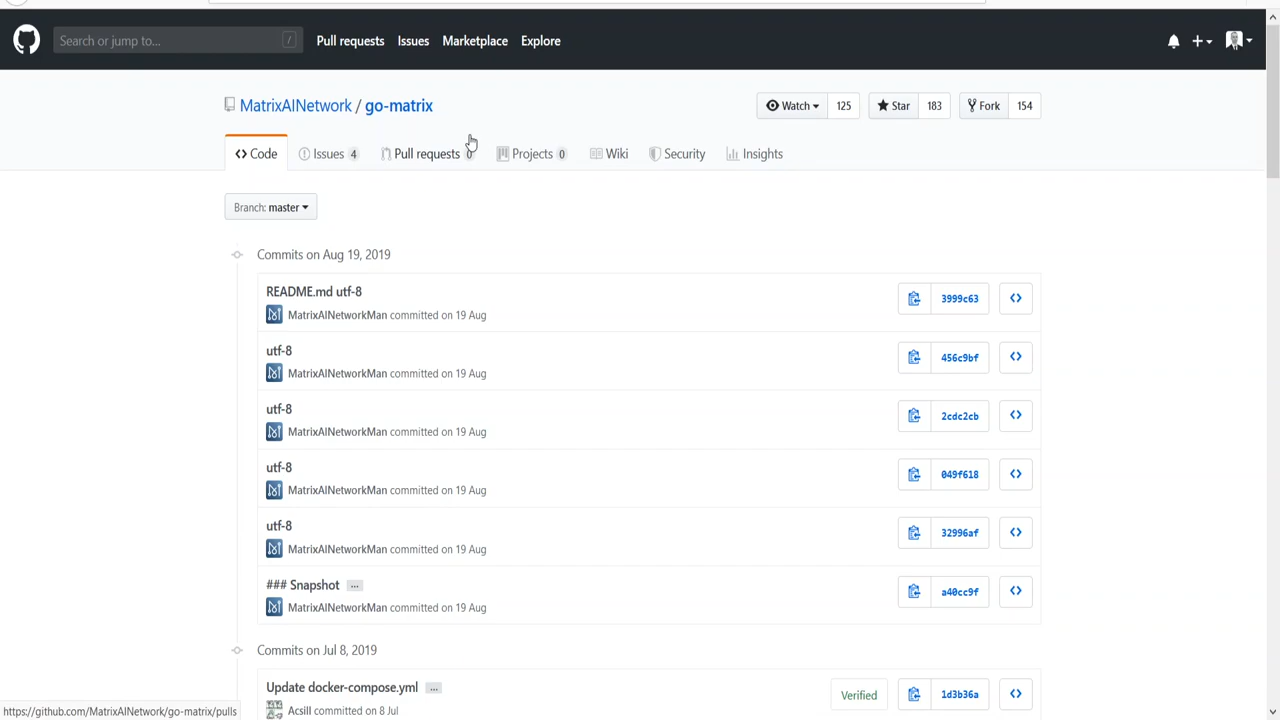 Search or jump to... /
Pull requests Issues Marketplace Explore
MatrixAINetwork / go-matrix
Watch 125 Star 183 Fork 154
Code Issues 4 Pull requests 0 Projects 0 Wiki Security Insights
Branch: master
Commits on Aug 19, 2019
README.md utf-8
MatrixAINetworkMan committed on 19 Aug
3999c63
utf-8
MatrixAINetworkMan committed on 19 Aug
456c9bf
utf-8
MatrixAINetworkMan committed on 19 Aug
2cdc2cb
utf-8
MatrixAINetworkMan committed on 19 Aug
049f618
utf-8
MatrixAINetworkMan committed on 19 Aug
32996af
### Snapshot ...
MatrixAINetworkMan committed on 19 Aug
a40cc9f
Commits on Jul 8, 2019
Update docker-compose.yml ...
Acsill committed on 8 Jul
Verified 1d3b36a
https://github.com/MatrixAINetwork/go-matrix/pulls